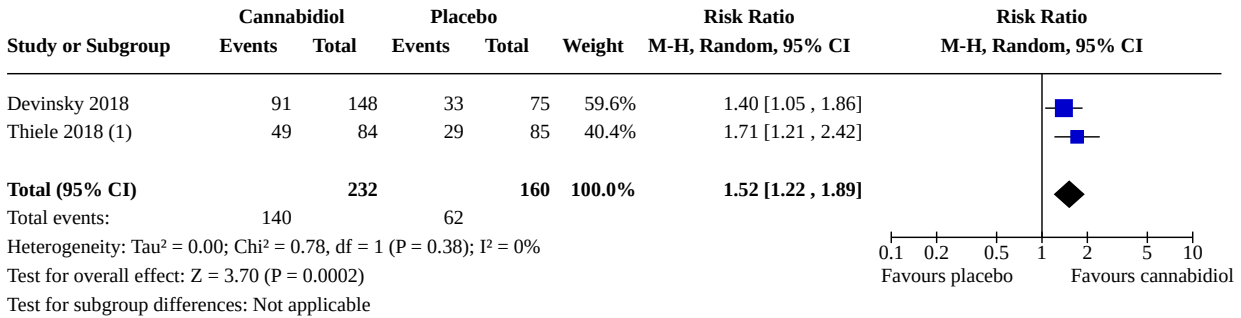 Cannabidiol Placebo Risk Ratio Risk Ratio
Study or Subgroup Events Total Events Total Weight M-H, Random, 95% CI M-H, Random, 95% CI
Devinsky 2018 91 148 33 75 59.6% 1.40 [1.05 , 1.86]
Thiele 2018 (1) 49 84 29 85 40.4% 1.71 [1.21 , 2.42]
Total (95% CI) 232 160 100.0% 1.52 [1.22 , 1.89]
Total events: 140 62
Heterogeneity: Tau² = 0.00; Chi² = 0.78, df = 1 (P = 0.38); I² = 0%
0.1 0.2 0.5 1 2 5 10
Test for overall effect: Z = 3.70 (P = 0.0002) Favours placebo Favours cannabidiol
Test for subgroup differences: Not applicable